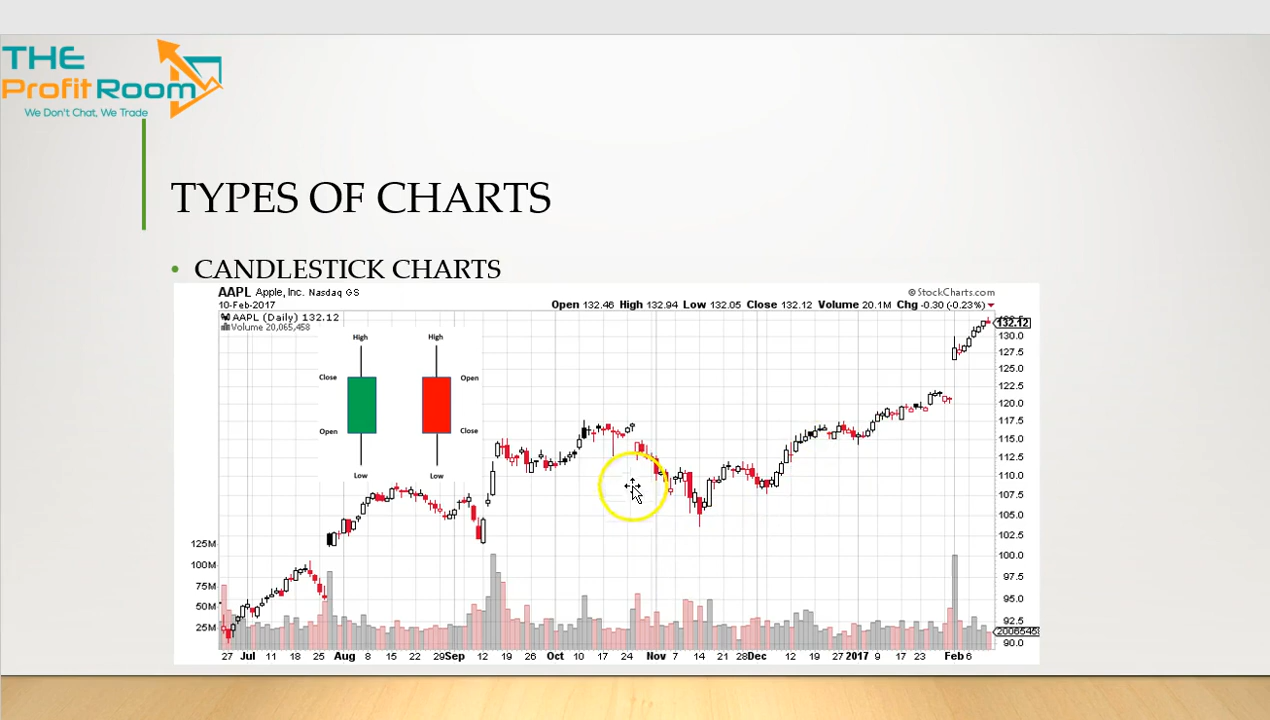 THE
ProfitRoom
We Don't Chat, We Trade
TYPES OF CHARTS
• CANDLESTICK CHARTS
AAPL Apple, Inc. Nasdaq GS
© StockCharts.com
10-Feb-2017
Open 132.46 High 132.94 Low 132.05 Close 132.12 Volume 20.1M Chg -0.30 (-0.23%)
AAPL (Daily) 132.12
Volume 20,065,458
High High
Close Open
Open Close
Low Low
132.12
130.0
127.5
125.0
122.5
120.0
117.5
115.0
112.5
110.0
107.5
105.0
102.5
100.0
97.5
95.0
92.5
90.0
125M
100M
75M
50M
25M
20065458
27 Jul 11 18 25 Aug 8 15 22 29Sep 12 19 26 Oct 10 17 24 Nov 7 14 21 28Dec 12 19 27 2017 9 17 23 Feb 6